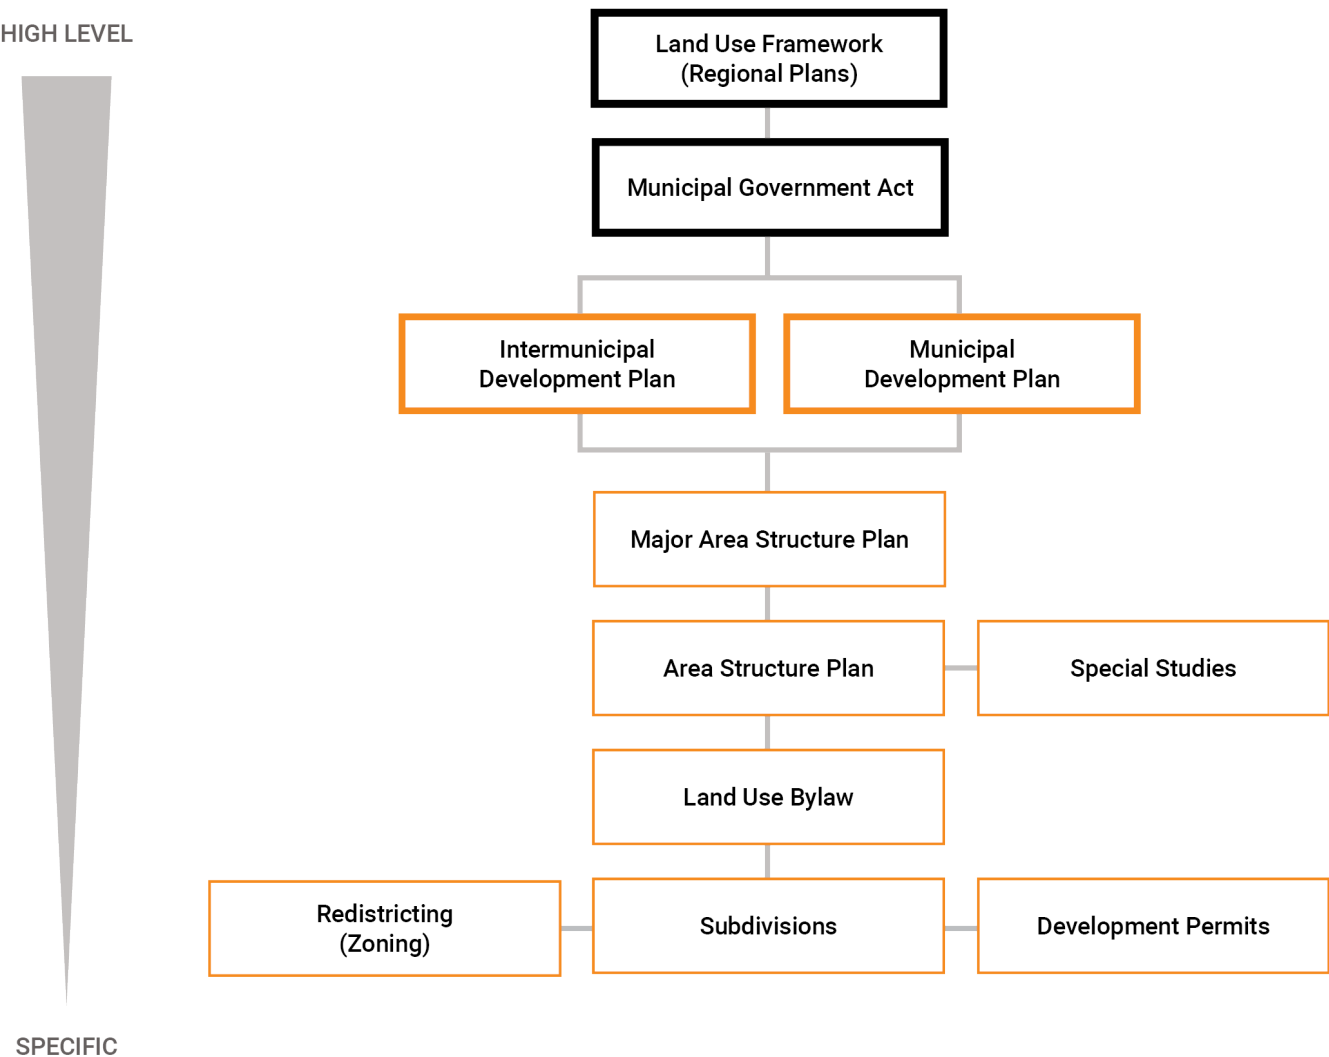 HIGH LEVEL
Land Use Framework
(Regional Plans)
Municipal Government Act
Intermunicipal
Development Plan
Municipal
Development Plan
Major Area Structure Plan
Area Structure Plan
Special Studies
Land Use Bylaw
Redistricting
(Zoning)
Subdivisions
Development Permits
SPECIFIC